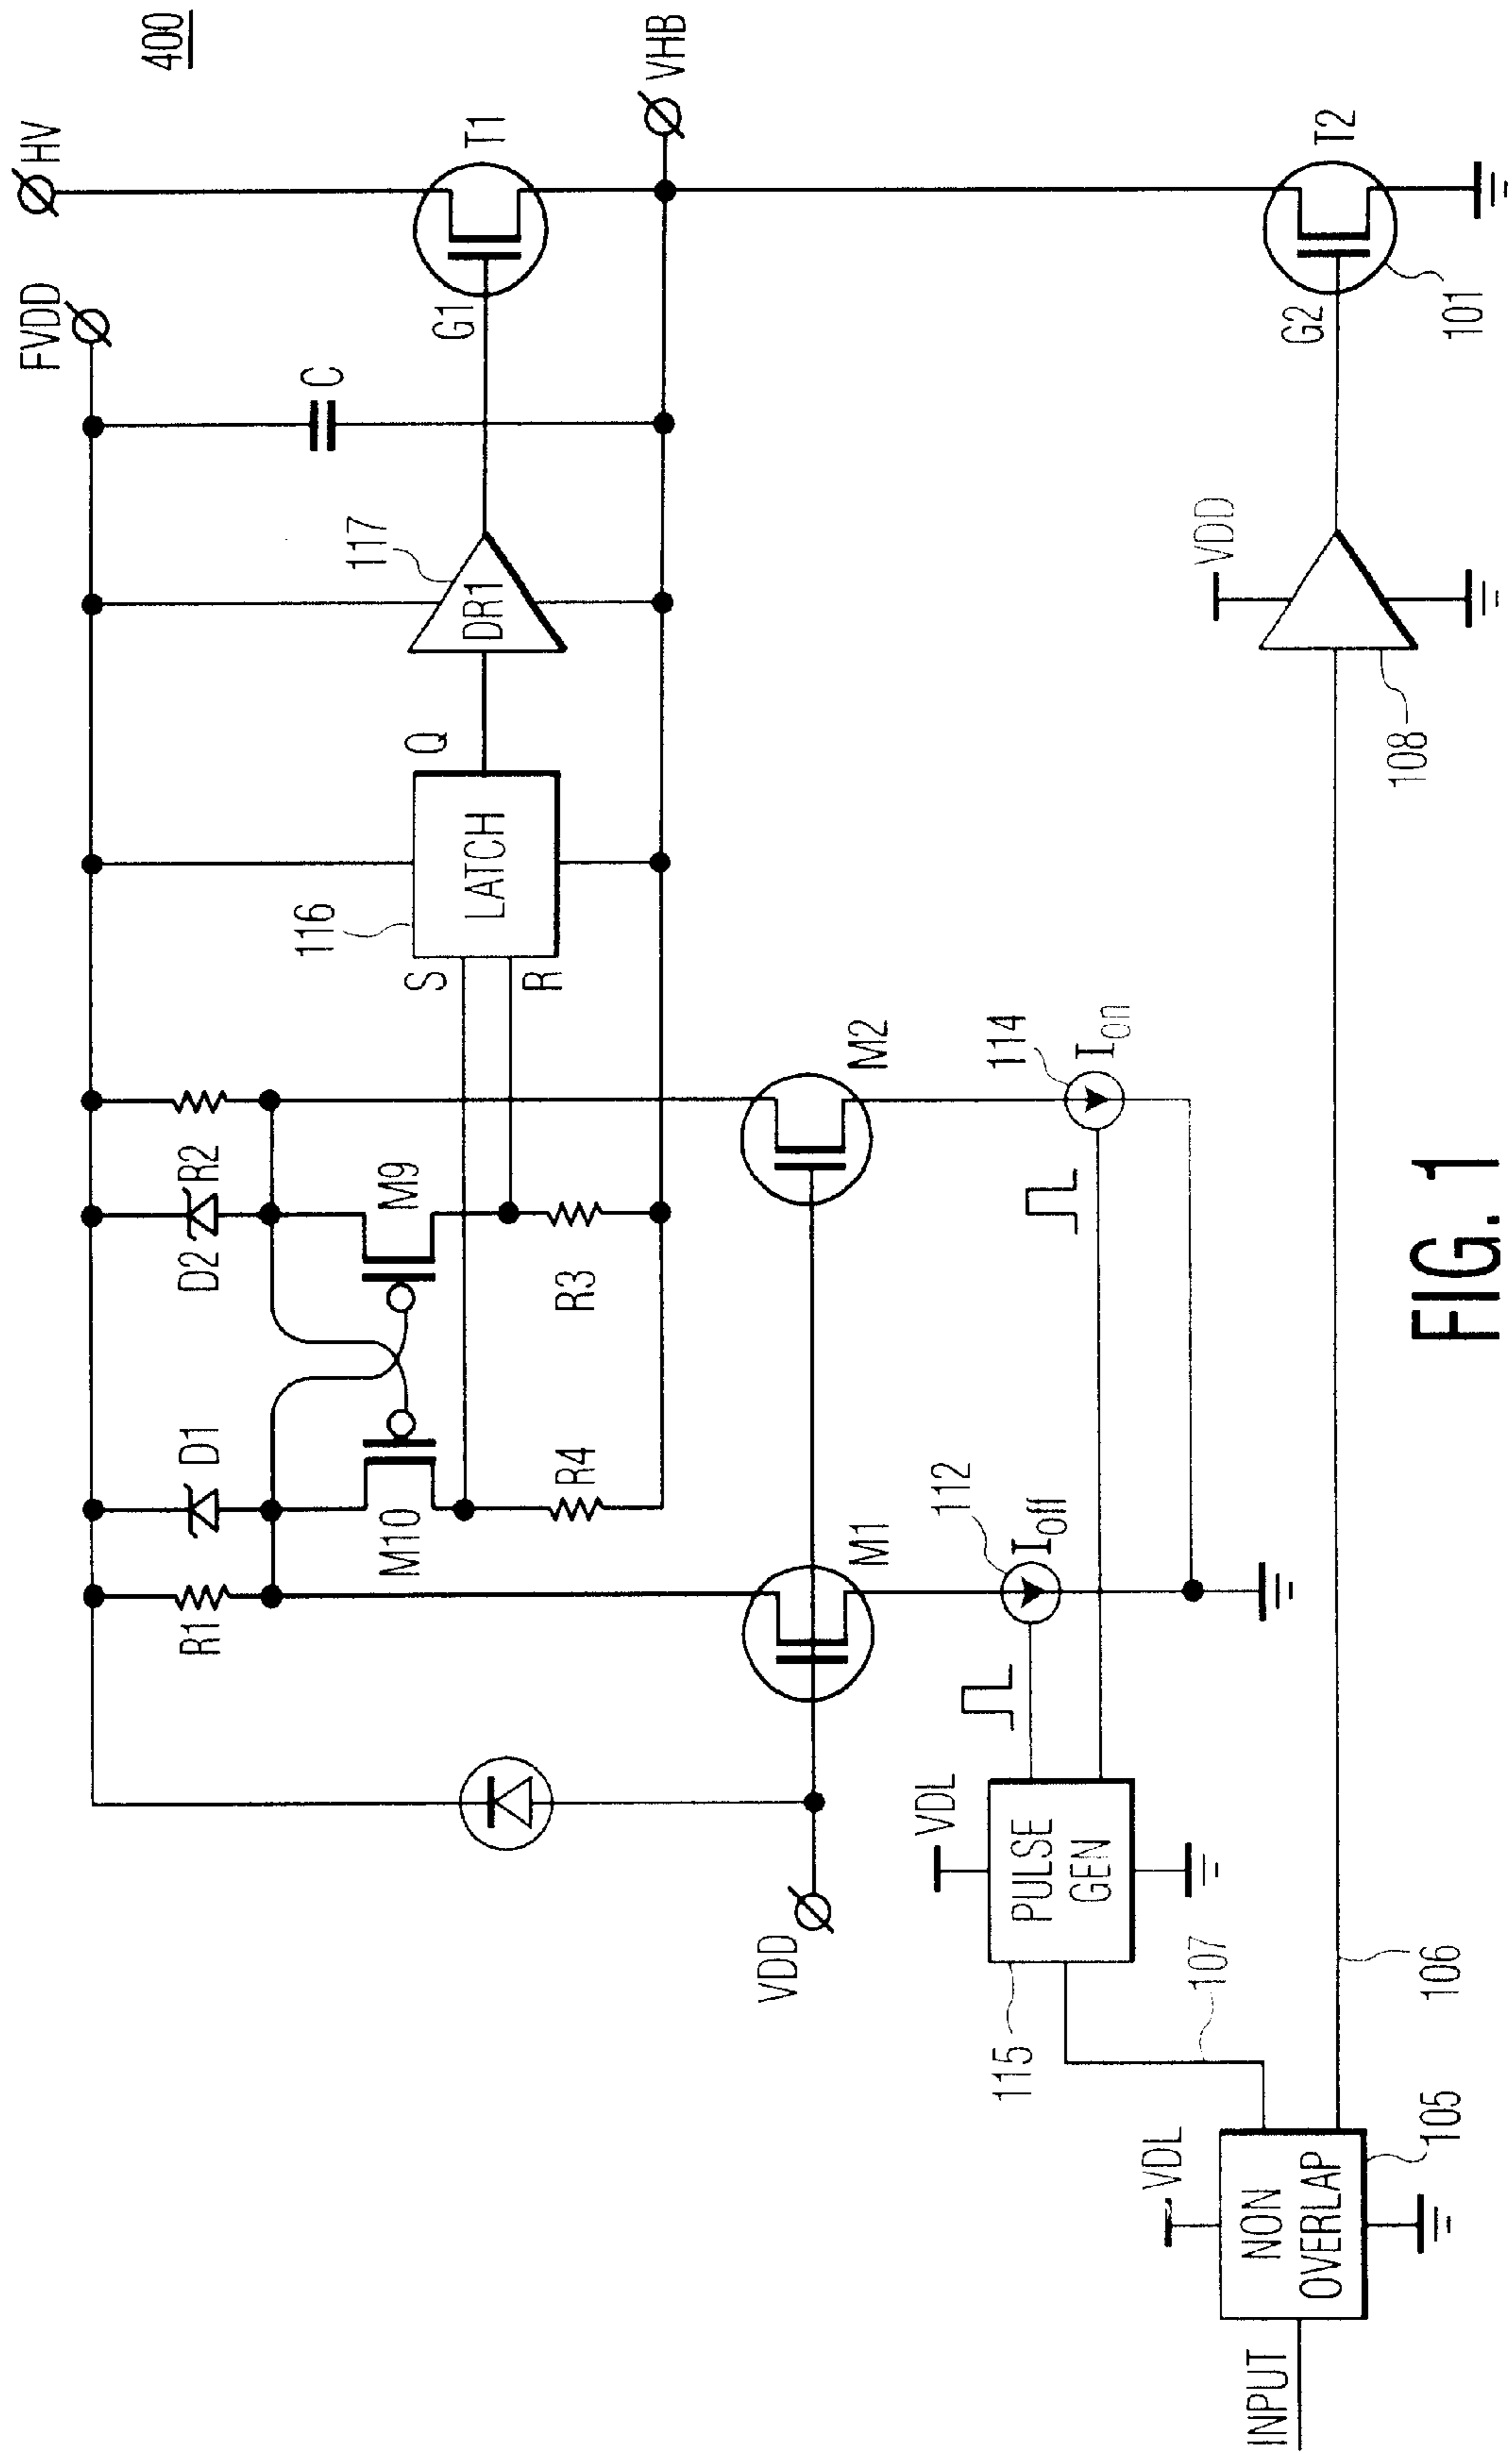 400
HV
FVDD
T1
G1
C
VHB
117
DR1
Q
116
LATCH
S
R
R2
D2
M9
R3
D1
M10
R4
R1
M2
114
Ion
M1
112
Ioff
VDD
VDL
PULSE
GEN
115
107
T2
G2
101
VDD
108
106
VDL
NON
OVERLAP
105
INPUT
FIG. 1